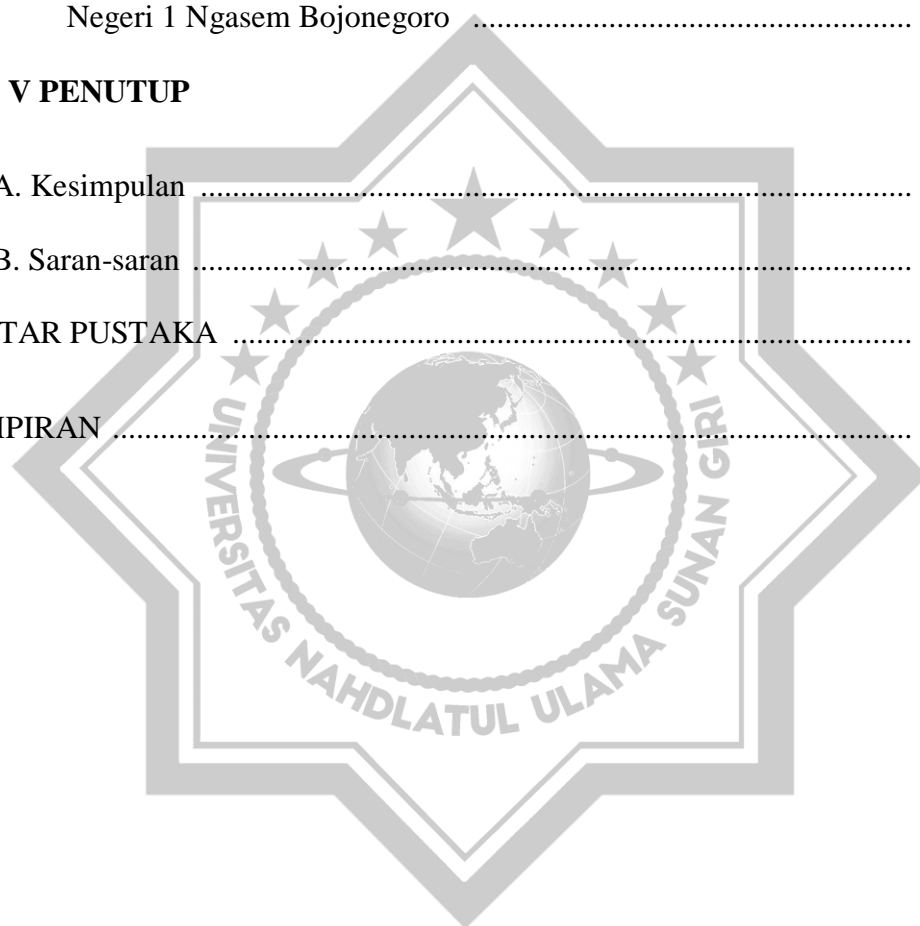 Negeri 1 Ngasem Bojonegoro ................................................
V PENUTUP
A. Kesimpulan ................................................................................
B. Saran-saran .................................................................................
TAR PUSTAKA ............................................................................
IPIRAN ..........................................................................................
UNIVERSITAS NAHDLATUL ULAMA SUNAN GIRI